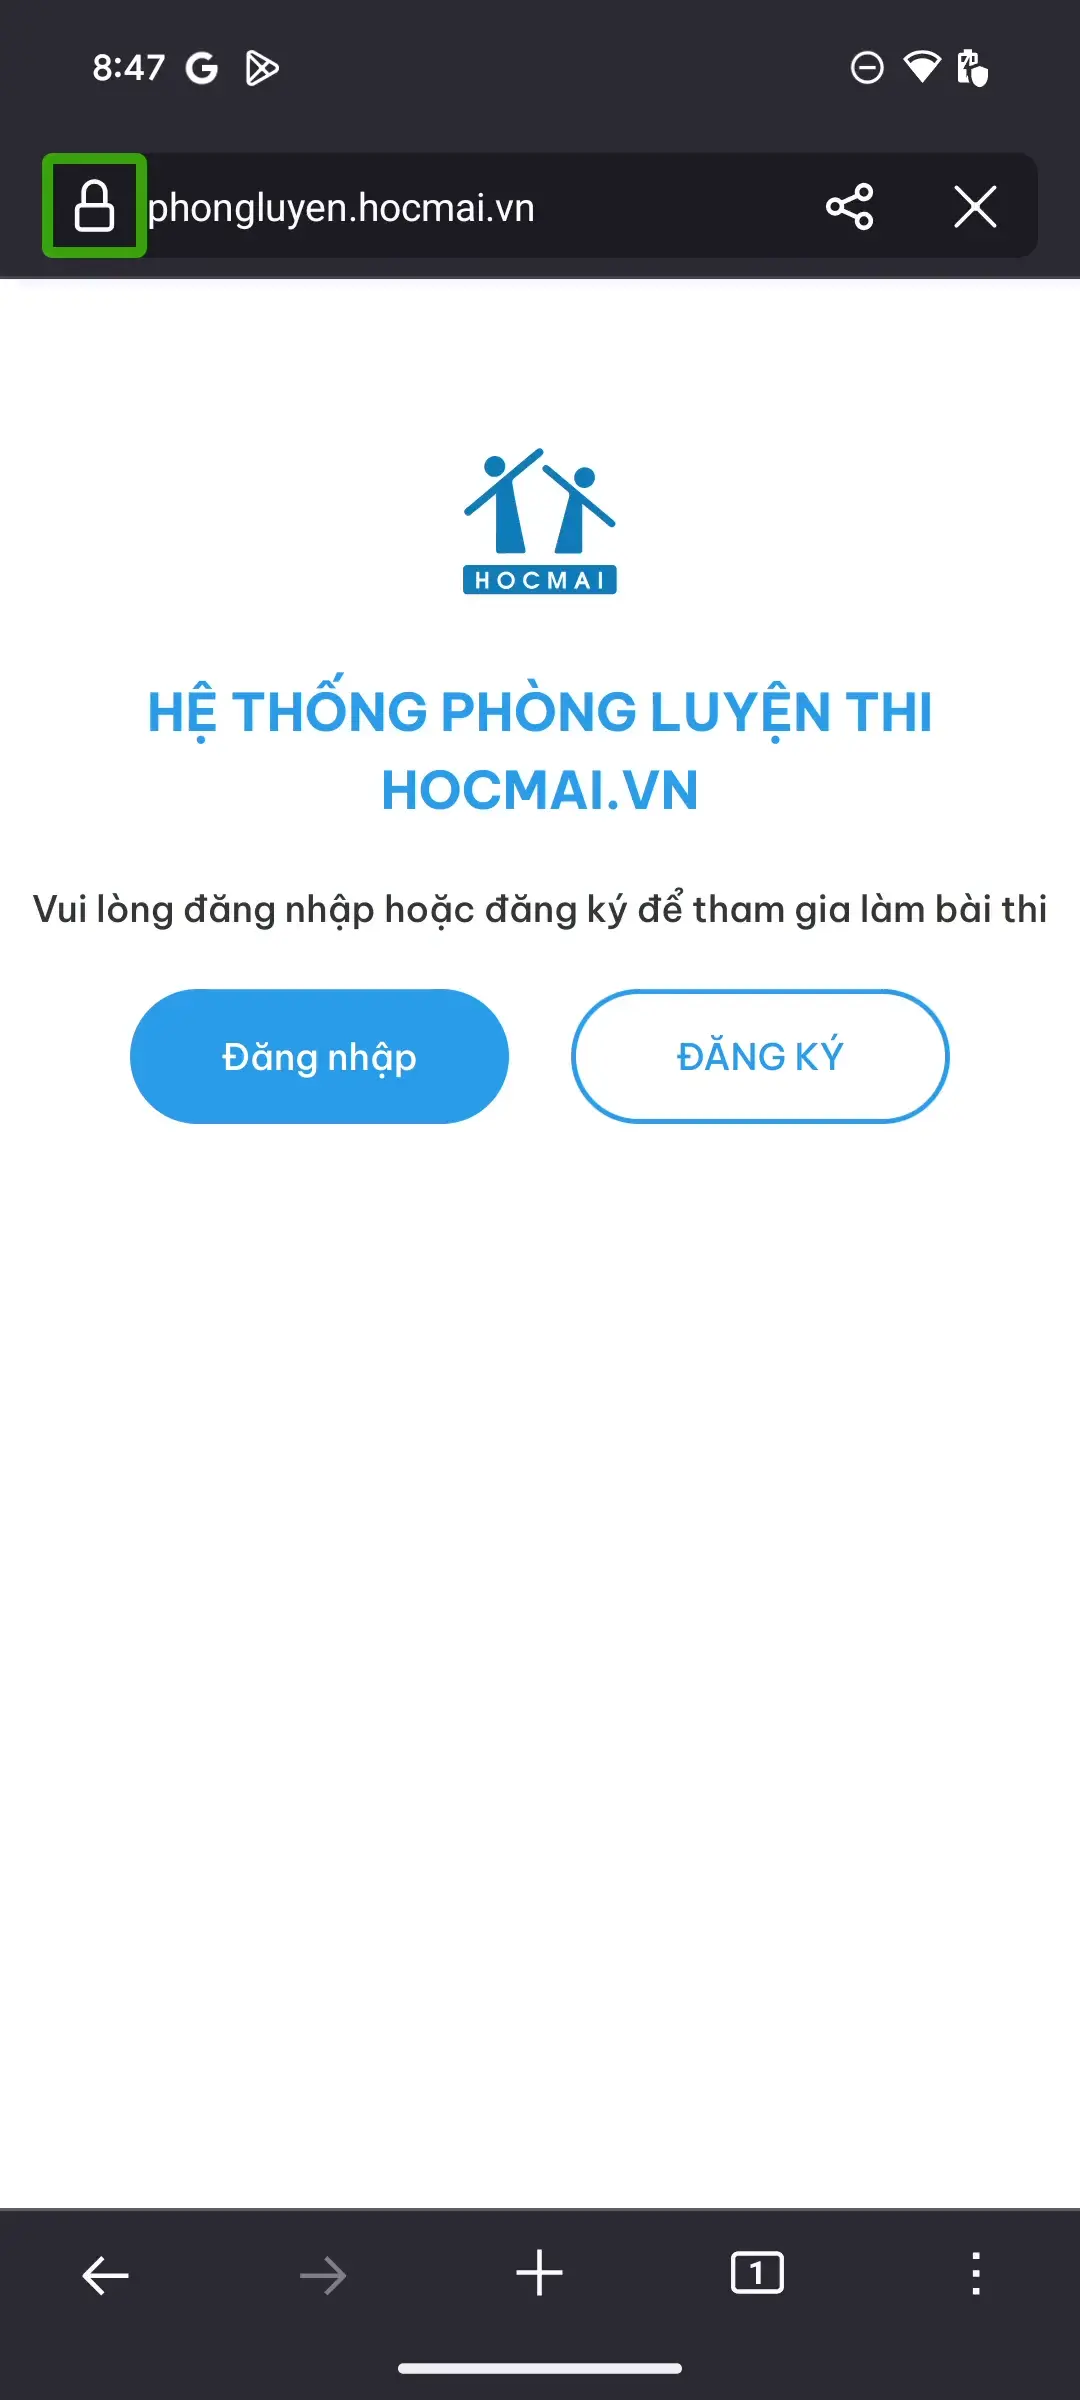 8:47
phongluyen.hocmai.vn
HOCMAI
HỆ THỐNG PHÒNG LUYỆN THI
HOCMAI.VN
Vui lòng đăng nhập hoặc đăng ký để tham gia làm bài thi
Đăng nhập
ĐĂNG KÝ
1